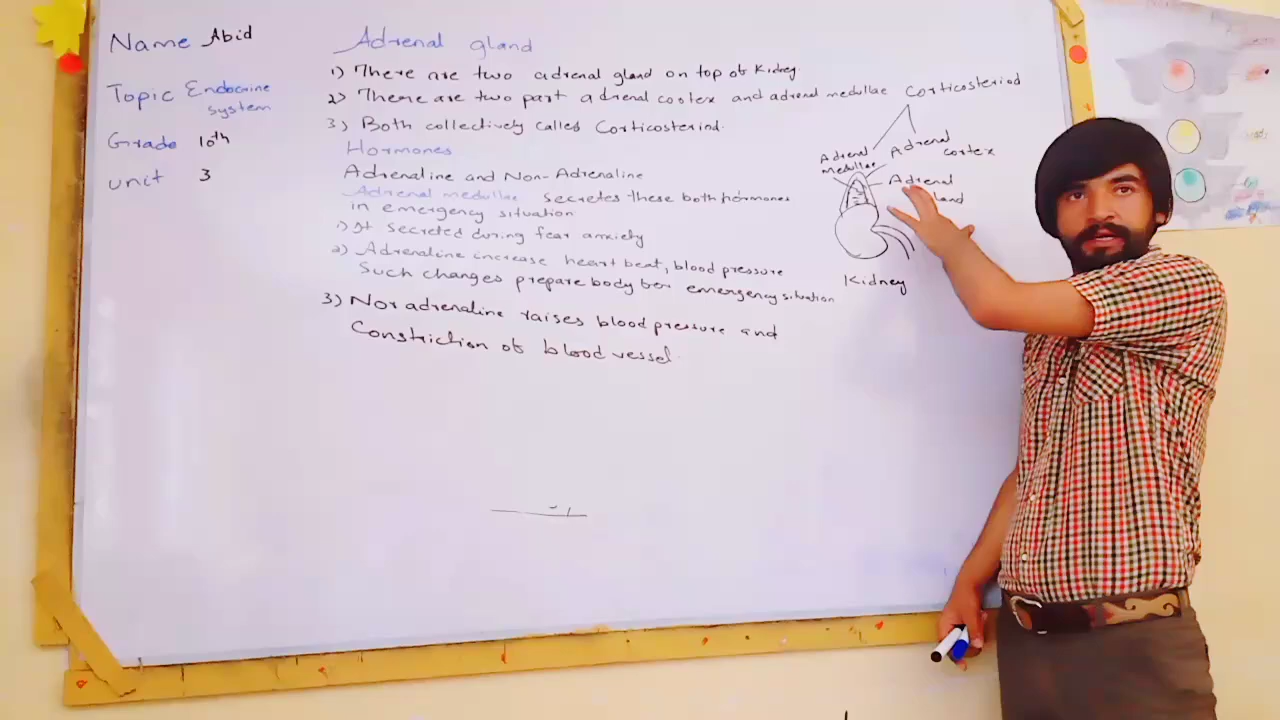 Name Abid
Topic Endocrine
system
Grade 10th
Unit 3
Adrenal gland
1) There are two adrenal gland on top of Kidney.
2) There are two part adrenal cootex and adrenal medullae
3) Both collectively called Corticosteriod.
Hormones
Adrenaline and Non-Adrenaline
Adrenal medullae secretes these both hormones
in emergency situation
1) It secreted during fear anxiety
2) Adrenaline increase heart beat, blood pressure
Such changes prepare body for emergency situation
3) Nor adrenaline raises blood pressure and
Constriction of blood vessel.
Corticosteriod
Adrenal
medullae
Adrenal
cortex
Adrenal
Kidney